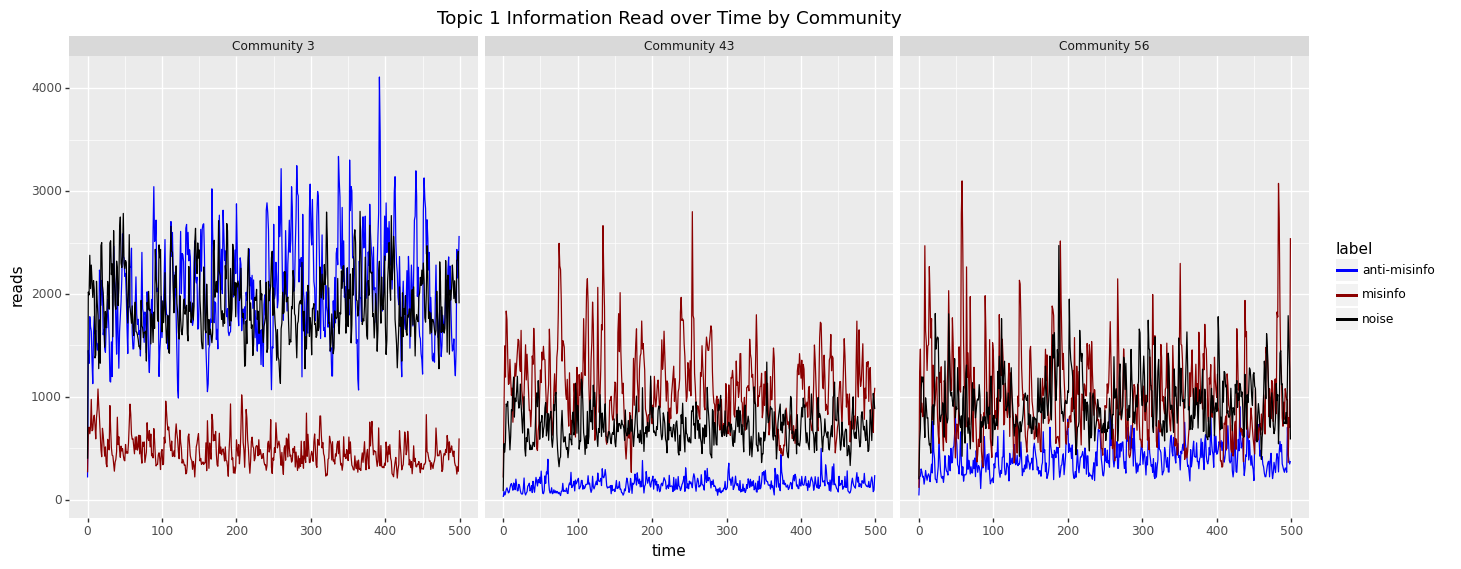 Topic 1 Information Read over Time by Community
Community 3
Community 43
Community 56
reads
4000
3000
2000
1000
0
0 100 200 300 400 500
0 100 200 300 400 500
0 100 200 300 400 500
time
label
anti-misinfo
misinfo
noise